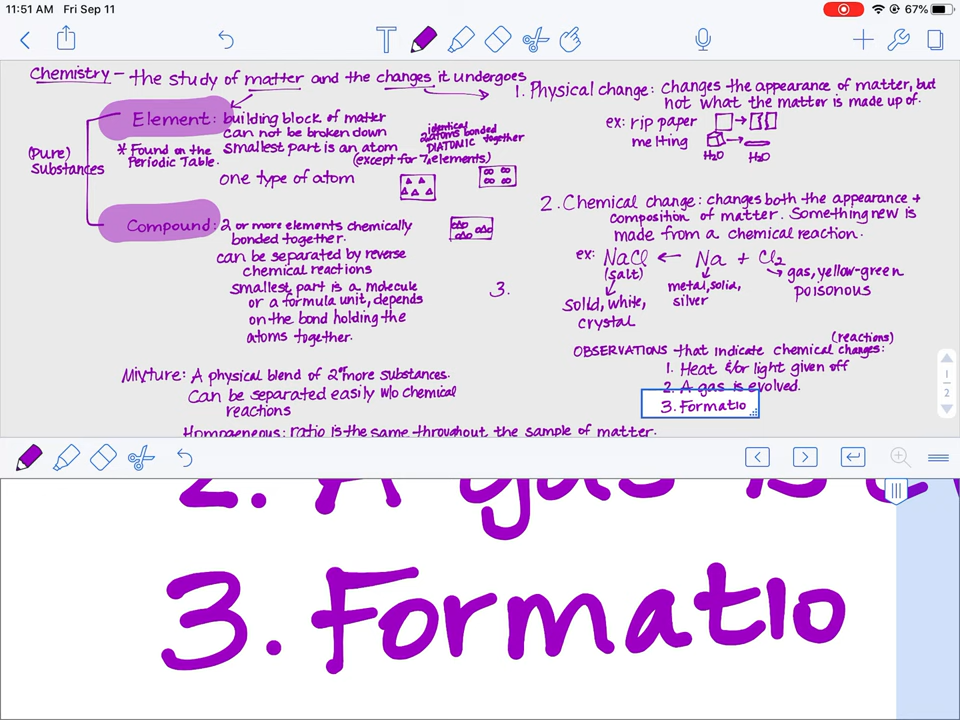 11:51 AM Fri Sep 11
67%
T
Chemistry – the study of matter and the changes it undergoes
Element: building block of matter
can not be broken down
* Found on the smallest part is an atom
Periodic Table.
(except for 7 elements)
identical
2 atoms bonded
DIATONIC together
one type of atom
(Pure)
Substances
Compound: 2 or more elements chemically
bonded together.
can be separated by reverse
chemical reactions
smallest part is a molecule
or a formula unit, depends
on the bond holding the
atoms together.
Mixture: A physical blend of 2 or more substances.
Can be separated easily w/o chemical
reactions
Homogeneous: ratio is the same throughout the sample of matter.
1. Physical change: changes the appearance of matter, but
not what the matter is made up of.
ex: rip paper
melting
H2O H2O
2. Chemical change: changes both the appearance +
composition of matter. Something new is
made from a chemical reaction.
ex: NaCl ← Na + Cl2
(salt)
solid, white,
crystal
metal, solid,
silver
gas, yellow-green
poisonous
3.
OBSERVATIONS that indicate chemical changes:
(reactions)
1. Heat &/or light given off
2. A gas is evolved.
3. Formatio
1
2
2. A gas is ev
3. Formatio